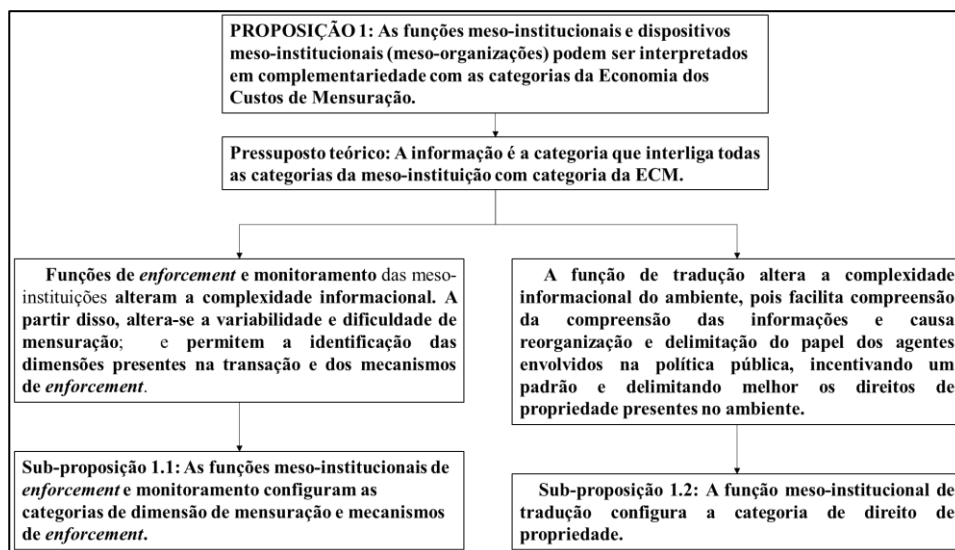 PROPOSIÇÃO 1: As funções meso-institucionais e dispositivos
meso-institucionais (meso-organizações) podem ser interpretados
em complementariedade com as categorias da Economia dos
Custos de Mensuração.
Pressuposto teórico: A informação é a categoria que interliga todas
as categorias da meso-instituição com categoria da ECM.
Funções de enforcement e monitoramento das meso-
instituições alteram a complexidade informacional. A
partir disso, altera-se a variabilidade e dificuldade de
mensuração; e permitem a identificação das
dimensões presentes na transação e dos mecanismos
de enforcement.
A função de tradução altera a complexidade
informacional do ambiente, pois facilita compreensão
da compreensão das informações e causa
reorganização e delimitação do papel dos agentes
envolvidos na política pública, incentivando um
padrão e delimitando melhor os direitos de
propriedade presentes no ambiente.
Sub-proposição 1.1: As funções meso-institucionais de
enforcement e monitoramento configuram as
categorias de dimensão de mensuração e mecanismos
de enforcement.
Sub-proposição 1.2: A função meso-institucional de
tradução configura a categoria de direito de
propriedade.